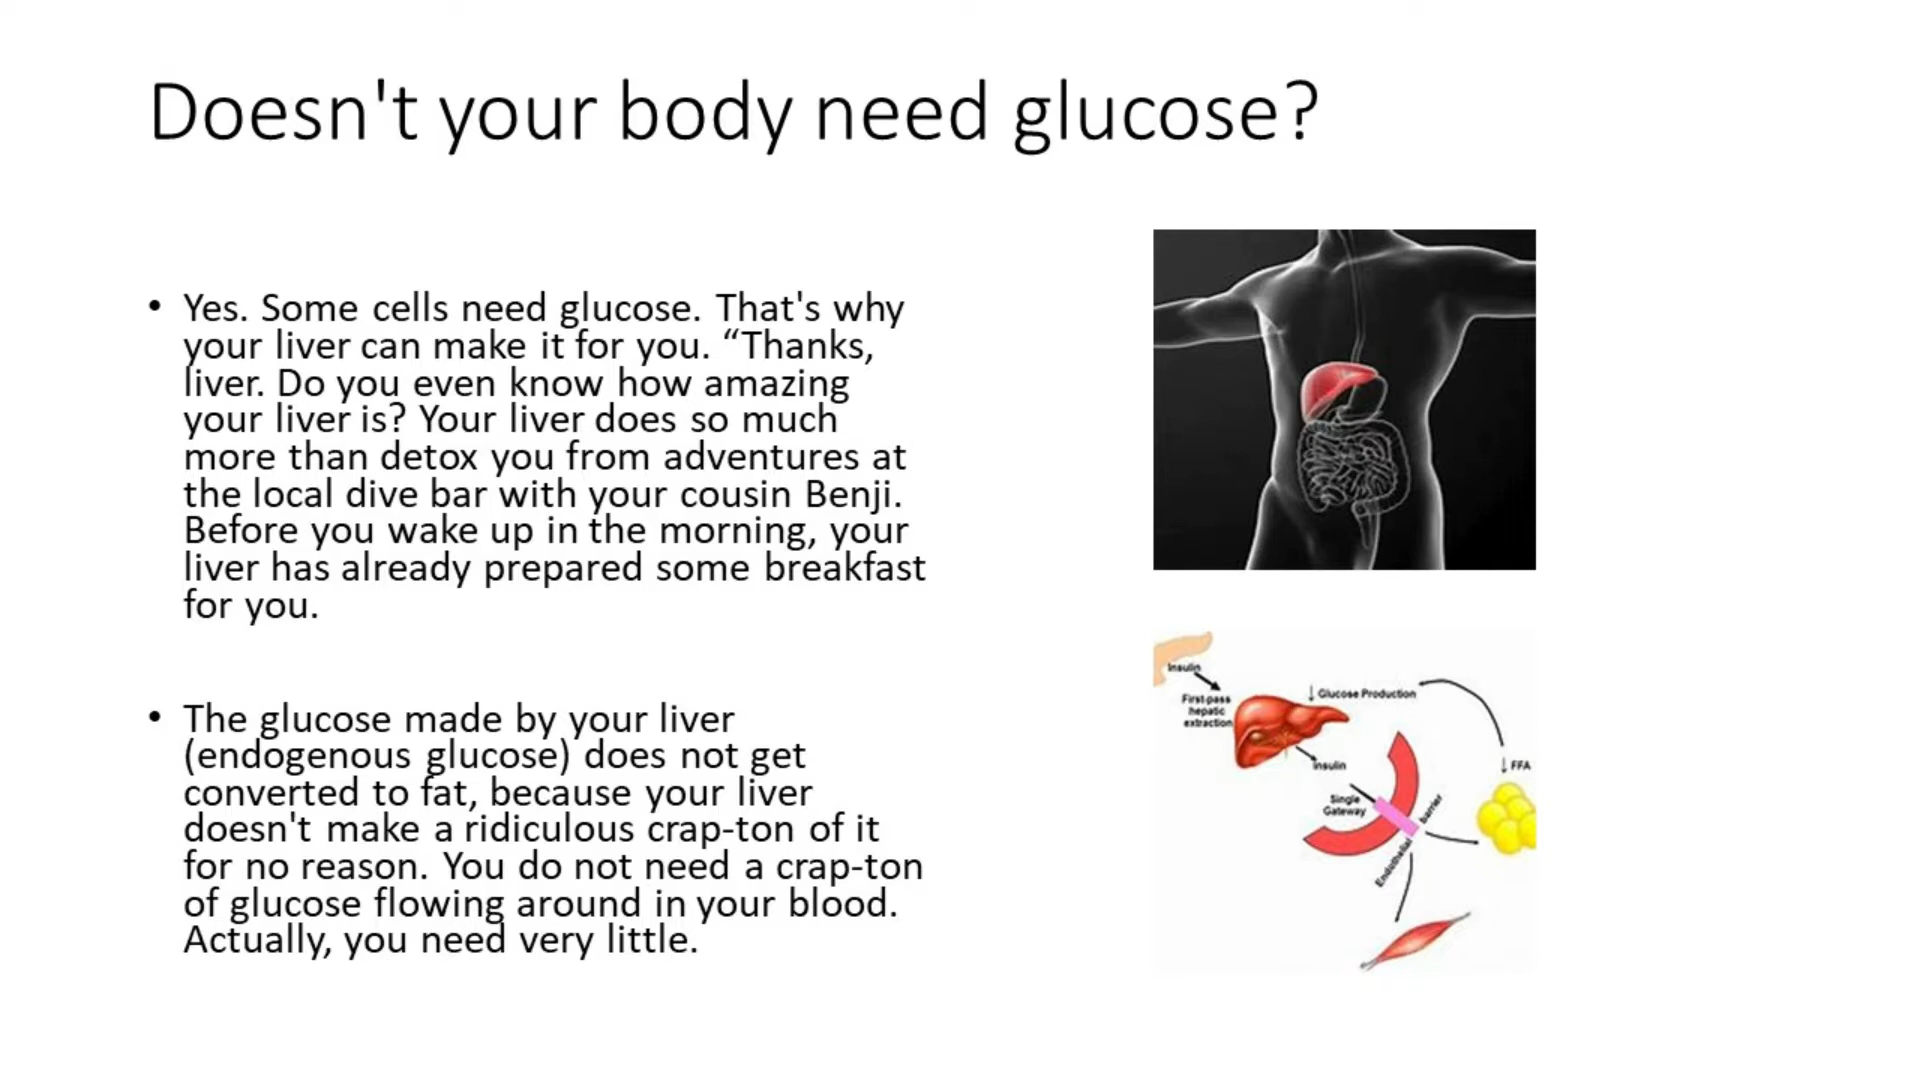 Doesn't your body need glucose?
• Yes. Some cells need glucose. That's why
your liver can make it for you. “Thanks,
liver. Do you even know how amazing
your liver is? Your liver does so much
more than detox you from adventures at
the local dive bar with your cousin Benji.
Before you wake up in the morning, your
liver has already prepared some breakfast
for you.
• The glucose made by your liver
(endogenous glucose) does not get
converted to fat, because your liver
doesn't make a ridiculous crap-ton of it
for no reason. You do not need a crap-ton
of glucose flowing around in your blood.
Actually, you need very little.
Insulin
First-pass
hepatic
extraction
↓ Glucose Production
Insulin
Single
Gateway
Endothelial barrier
↓ FFA